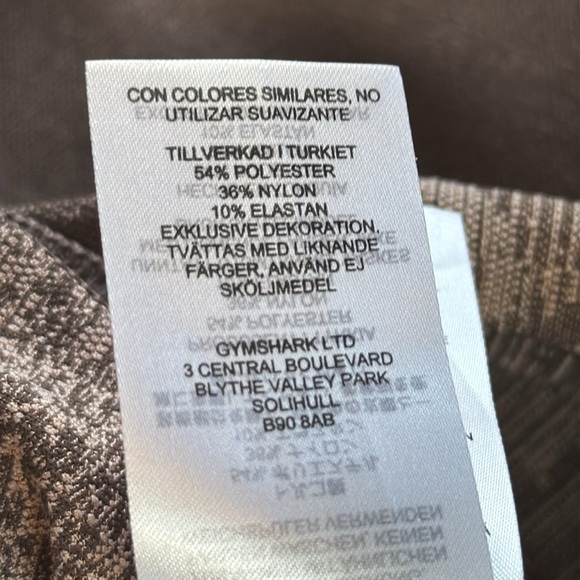 CON COLORES SIMILARES, NO
UTILIZAR SUAVIZANTE
TILLVERKAD I TURKIET
54% POLYESTER
36% NYLON
10% ELASTAN
EXKLUSIVE DEKORATION,
TVÄTTAS MED LIKNANDE
FÄRGER, ANVÄND EJ
SKÖLJMEDEL
GYMSHARK LTD
3 CENTRAL BOULEVARD
BLYTHE VALLEY PARK
SOLIHULL
B90 8AB